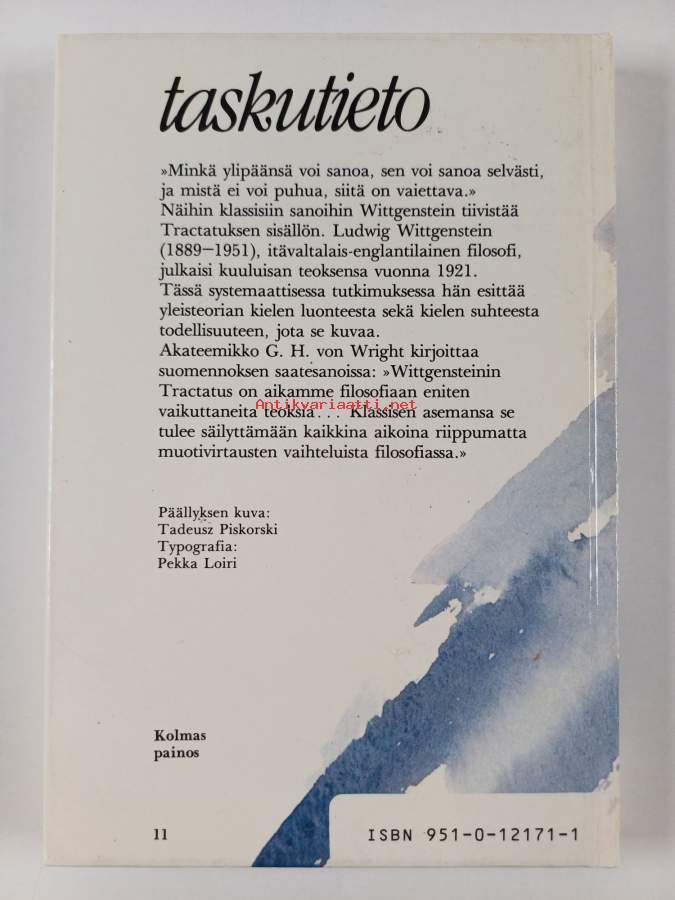 taskutieto
»Minkä ylipäänsä voi sanoa, sen voi sanoa selvästi,
ja mistä ei voi puhua, siitä on vaiettava.»
Näihin klassisiin sanoihin Wittgenstein tiivistää
Tractatuksen sisällön. Ludwig Wittgenstein
(1889—1951), itävaltalais-englantilainen filosofi,
julkaisi kuuluisan teoksensa vuonna 1921.
Tässä systemaattisessa tutkimuksessa hän esittää
yleisteorian kielen luonteesta sekä kielen suhteesta
todellisuuteen, jota se kuvaa.
Akateemikko G. H. von Wright kirjoittaa
suomennoksen saatesanoissa: »Wittgensteinin
Tractatus on aikamme filosofiaan eniten
vaikuttaneita teoksia... Klassisen asemansa se
Antikvariaatti.net
tulee säilyttämään kaikkina aikoina riippumatta
muotivirtausten vaihteluista filosofiassa.»
Päällyksen kuva:
Tadeusz Piskorski
Typografia:
Pekka Loiri
Kolmas
painos
11
ISBN 951-0-12171-1